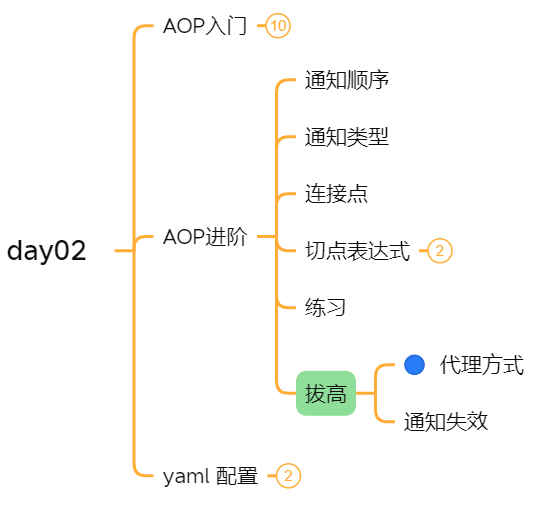 day02
AOP入门
10
AOP进阶
通知顺序
通知类型
连接点
切点表达式
2
练习
拔高
代理方式
通知失效
yaml 配置
2